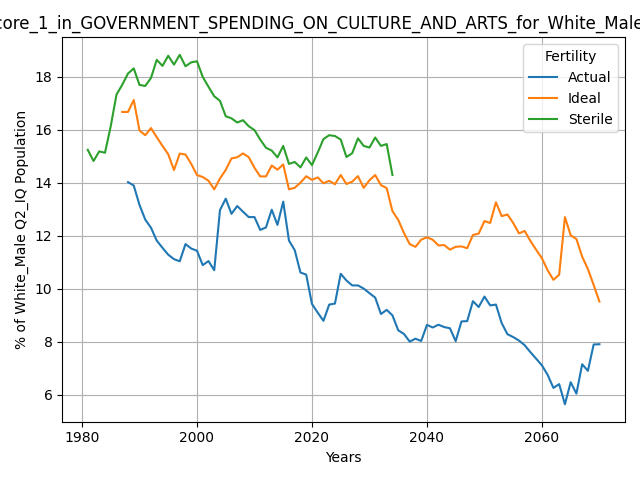 core_1_in_GOVERNMENT_SPENDING_ON_CULTURE_AND_ARTS_for_White_Male
Fertility
Actual
Ideal
Sterile
% of White_Male Q2_IQ Population
18
16
14
12
10
8
6
1980 2000 2020 2040 2060
Years